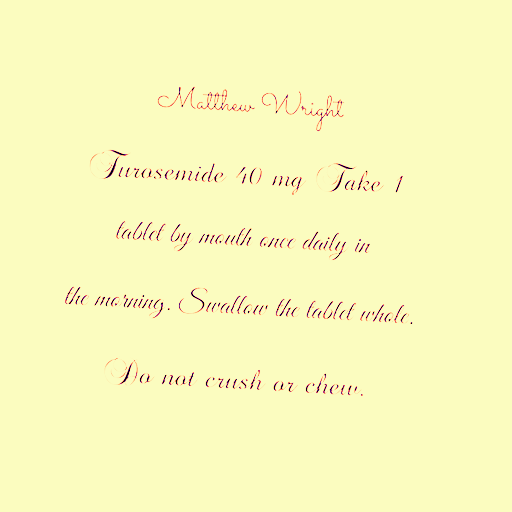 Matthew Wright
Furosemide 40 mg Take 1
tablet by mouth once daily in
the morning. Swallow the tablet whole.
Do not crush or chew.